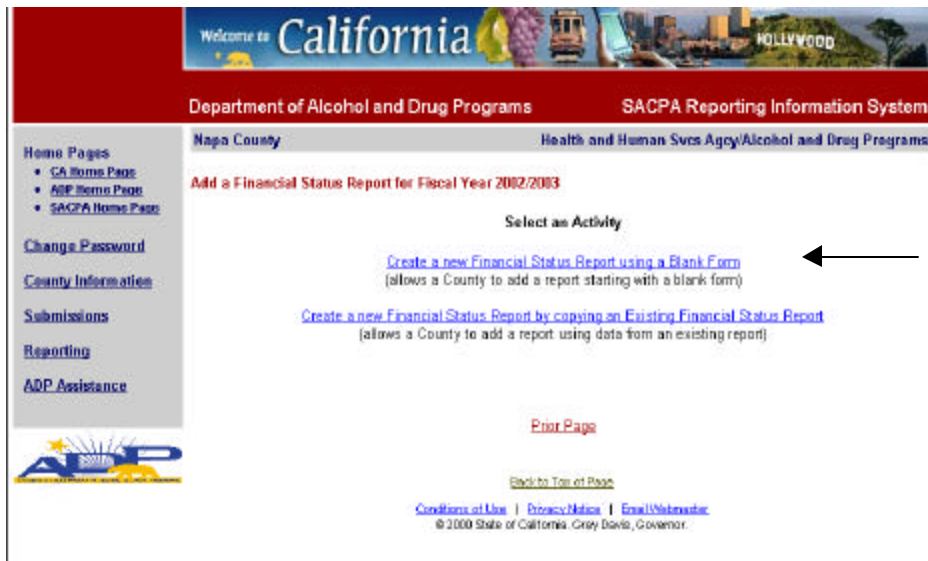 Welcome to California
HOLLYWOOD
Department of Alcohol and Drug Programs
SACPA Reporting Information System
Napa County
Health and Human Svcs Agcy/Alcohol and Drug Programs
Home Pages
CA Home Page
ADP Home Page
SACPA Home Page
Change Password
County Information
Submissions
Reporting
ADP Assistance
ADP
Add a Financial Status Report for Fiscal Year 2002/2003
Select an Activity
Create a new Financial Status Report using a Blank Form
(allows a County to add a report starting with a blank form)
Create a new Financial Status Report by copying an Existing Financial Status Report
(allows a County to add a report using data from an existing report)
Prior Page
Back to Top of Page
Conditions of Use | Privacy Notice | Email Webmaster
© 2000 State of California. Gray Davis, Governor.